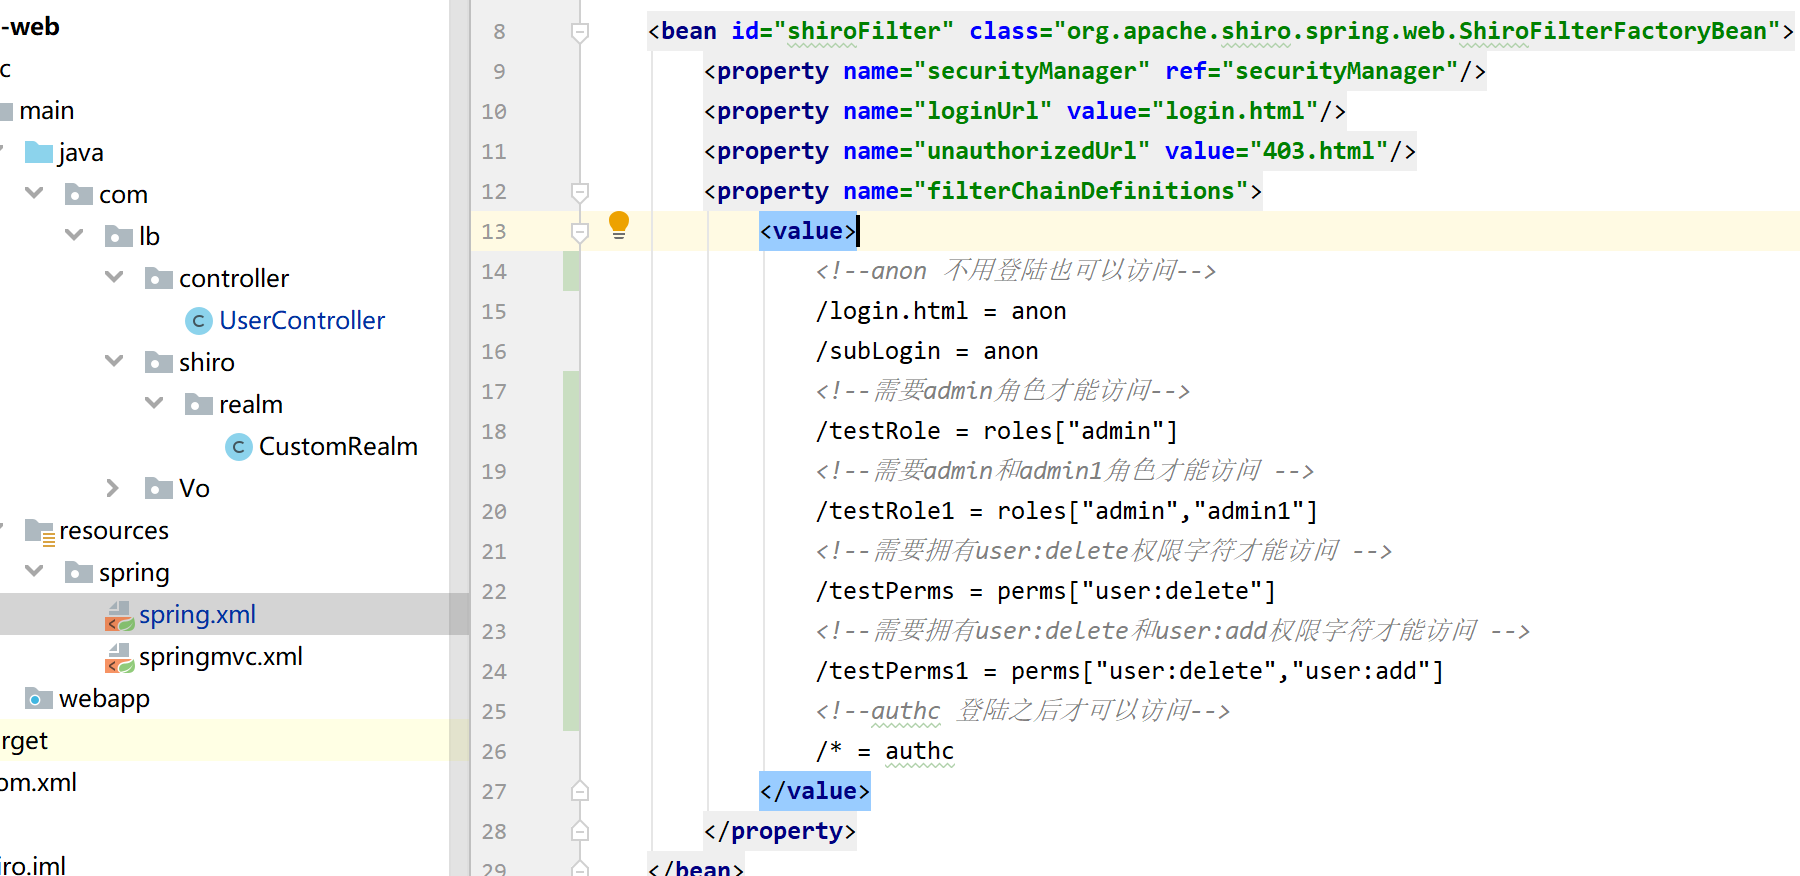 -web
c
main
java
com
lb
controller
UserController
shiro
realm
CustomRealm
Vo
resources
spring
spring.xml
springmvc.xml
webapp
rget
om.xml
iro.iml
8 <bean id="shiroFilter" class="org.apache.shiro.spring.web.ShiroFilterFactoryBean">
9 <property name="securityManager" ref="securityManager"/>
10 <property name="loginUrl" value="login.html"/>
11 <property name="unauthorizedUrl" value="403.html"/>
12 <property name="filterChainDefinitions">
13 <value>
14 <!--anon 不用登陆也可以访问-->
15 /login.html = anon
16 /subLogin = anon
17 <!--需要admin角色才能访问-->
18 /testRole = roles["admin"]
19 <!--需要admin和admin1角色才能访问 -->
20 /testRole1 = roles["admin","admin1"]
21 <!--需要拥有user:delete权限字符才能访问 -->
22 /testPerms = perms["user:delete"]
23 <!--需要拥有user:delete和user:add权限字符才能访问 -->
24 /testPerms1 = perms["user:delete","user:add"]
25 <!--authc 登陆之后才可以访问-->
26 /* = authc
27 </value>
28 </property>
29 </bean>